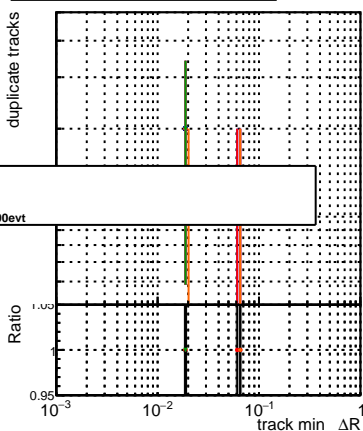 duplicate tracks
00evt
1.05
Ratio
1
0.95
10⁻³ 10⁻² 10⁻¹ 1
track min ΔR